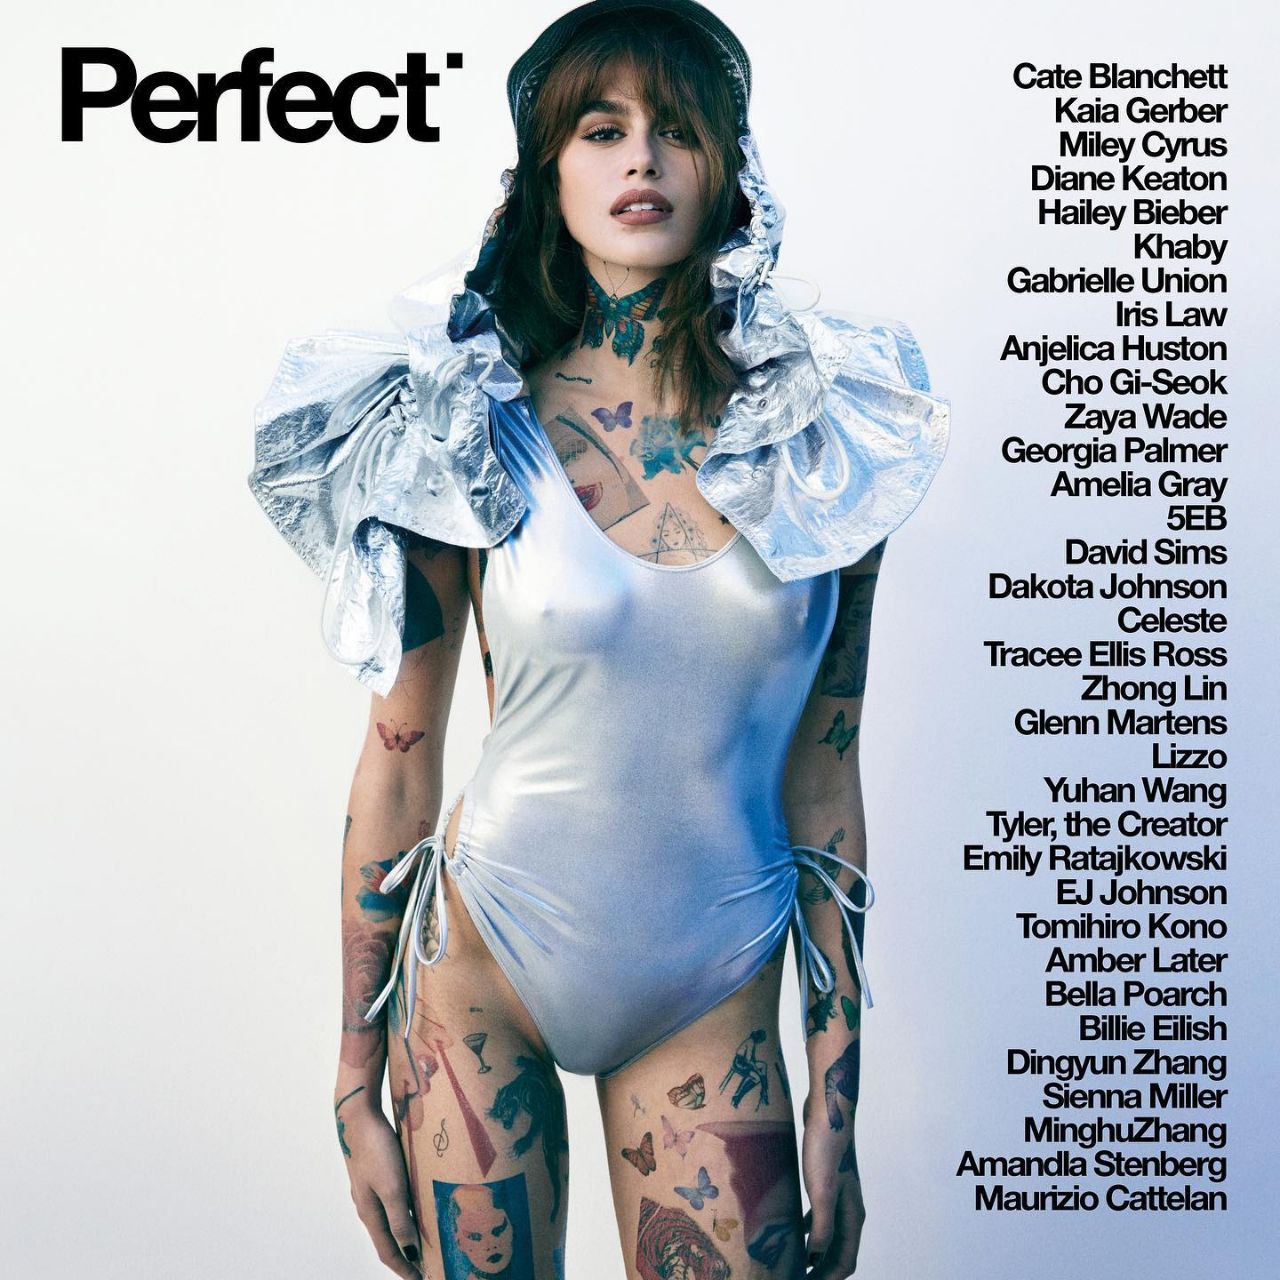 Perfect
Cate Blanchett
Kaia Gerber
Miley Cyrus
Diane Keaton
Hailey Bieber
Khaby
Gabrielle Union
Iris Law
Anjelica Huston
Cho Gi-Seok
Zaya Wade
Georgia Palmer
Amelia Gray
5EB
David Sims
Dakota Johnson
Celeste
Tracee Ellis Ross
Zhong Lin
Glenn Martens
Lizzo
Yuhan Wang
Tyler, the Creator
Emily Ratajkowski
EJ Johnson
Tomihiro Kono
Amber Later
Bella Poarch
Billie Eilish
Dingyun Zhang
Sienna Miller
MinghuZhang
Amandla Stenberg
Maurizio Cattelan